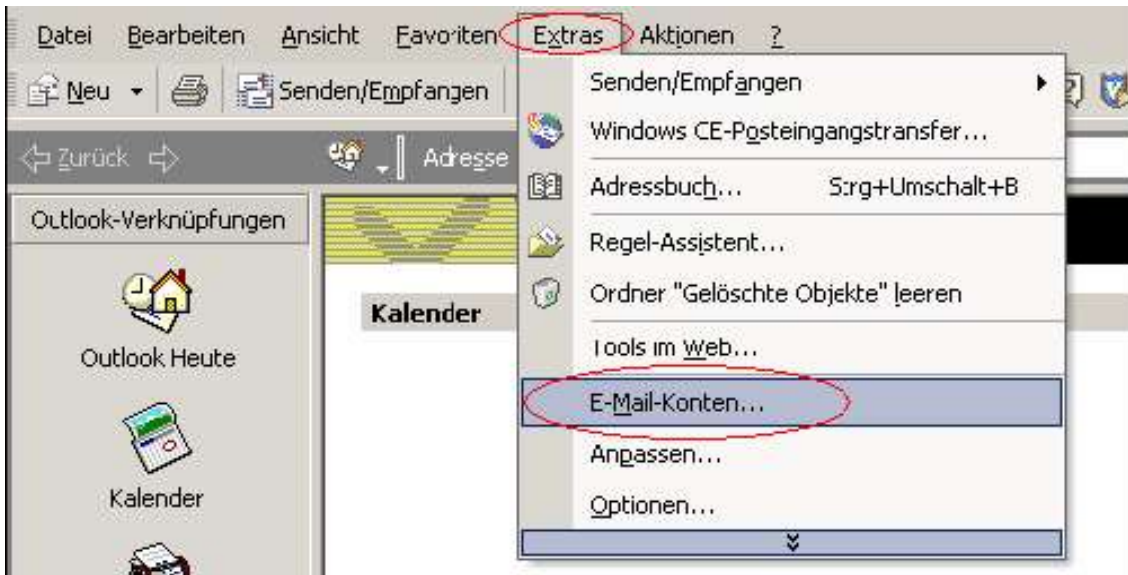 Datei Bearbeiten Ansicht Favoriten Extras Aktionen ?
Neu Senden/Empfangen
Zurück Adresse
Outlook-Verknüpfungen
Outlook Heute
Kalender
Kalender
Senden/Empfangen
Windows CE-Posteingangstransfer...
Adressbuch... Strg+Umschalt+B
Regel-Assistent...
Ordner "Gelöschte Objekte" leeren
Tools im Web...
E-Mail-Konten...
Anpassen...
Optionen...